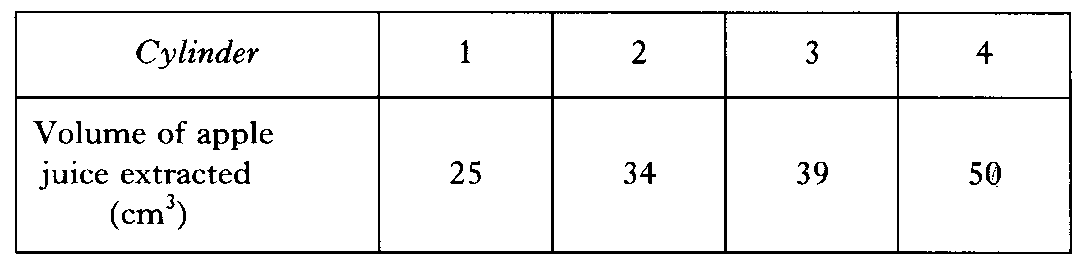 Cylinder 1 2 3 4
Volume of apple
juice extracted 25 34 39 50
(cm³)